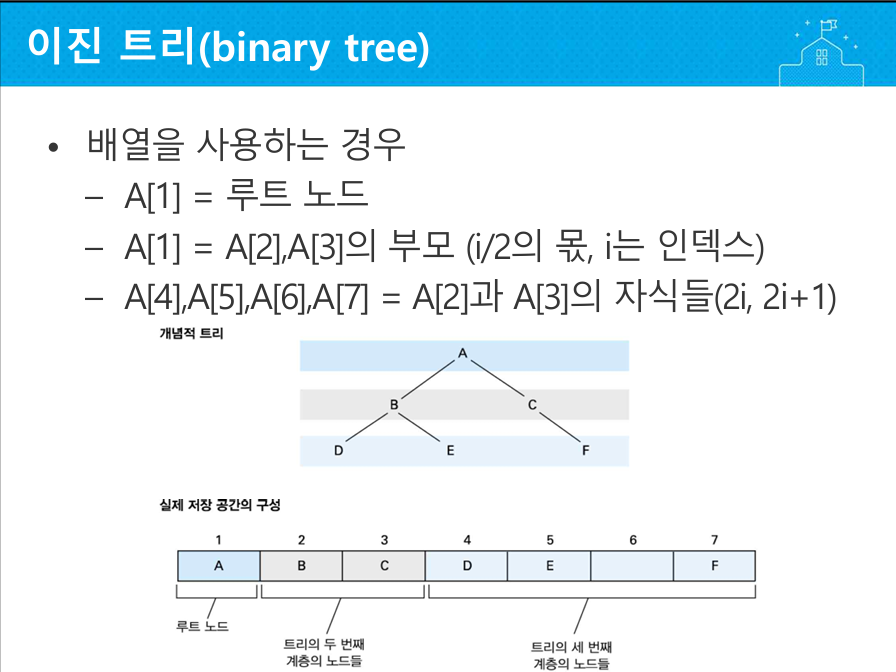 이진 트리(binary tree)
• 배열을 사용하는 경우
– A[1] = 루트 노드
– A[1] = A[2],A[3]의 부모 (i/2의 몫, i는 인덱스)
– A[4],A[5],A[6],A[7] = A[2]과 A[3]의 자식들(2i, 2i+1)
개념적 트리
A
B C
D E F
실제 저장 공간의 구성
1 2 3 4 5 6 7
A B C D E F
루트 노드
트리의 두 번째
계층의 노드들
트리의 세 번째
계층의 노드들